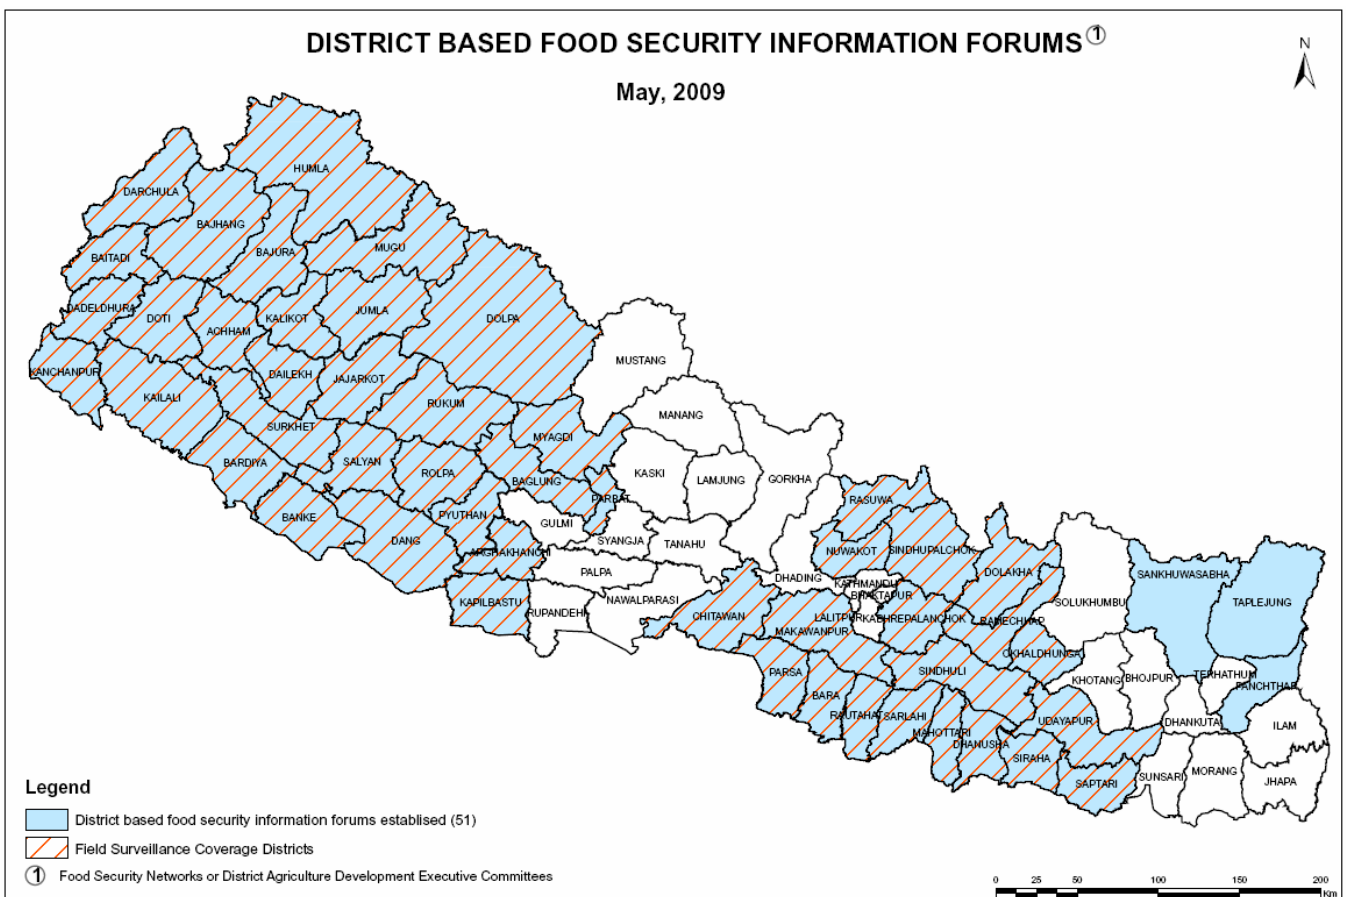 DISTRICT BASED FOOD SECURITY INFORMATION FORUMS①
N
May, 2009
HUMLA
DARCHULA
BAJHANG
MUGU
BAJURA
BAITADI
DADELDHURA
DOTI
KALIKOT
JUMLA
DOLPA
ACHHAM
MUSTANG
KANCHANPUR
DAILEKH
JAJARKOT
KAILALI
RUKUM
MANANG
SURKHET
MYAGDI
BARDIYA
SALYAN
ROLPA
KASKI
LAMJUNG
GORKHA
BAGLUNG
PARBAT
RASUWA
BANKE
PYUTHAN
GULMI
DANG
SYANGJA
TANAHU
NUWAKOT
SINDHUPALCHOK
ARGHAKHANCHI
PALPA
DHADING
DOLAKHA
SANKHUWASABHA
KATHMANDU
BHAKTAPUR
KAPILBASTU
RUPANDEHI
NAWALPARASI
SOLUKHUMBU
TAPLEJUNG
CHITAWAN
LALITPUR
KABHREPALANCHOK
RAMECHHAP
MAKAWANPUR
OKHALDHUNGA
PARSA
SINDHULI
KHOTANG
BHOJPUR
TERHATHUM
PANCHTHAR
BARA
RAUTAHAT
SARLAHI
UDAYAPUR
DHANKUTA
ILAM
MAHOTTARI
DHANUSHA
SIRAHA
SAPTARI
SUNSARI
MORANG
JHAPA
Legend
District based food security information forums establised (51)
Field Surveillance Coverage Districts
① Food Security Networks or District Agriculture Development Executive Committees
0 25 50 100 150 200
Km